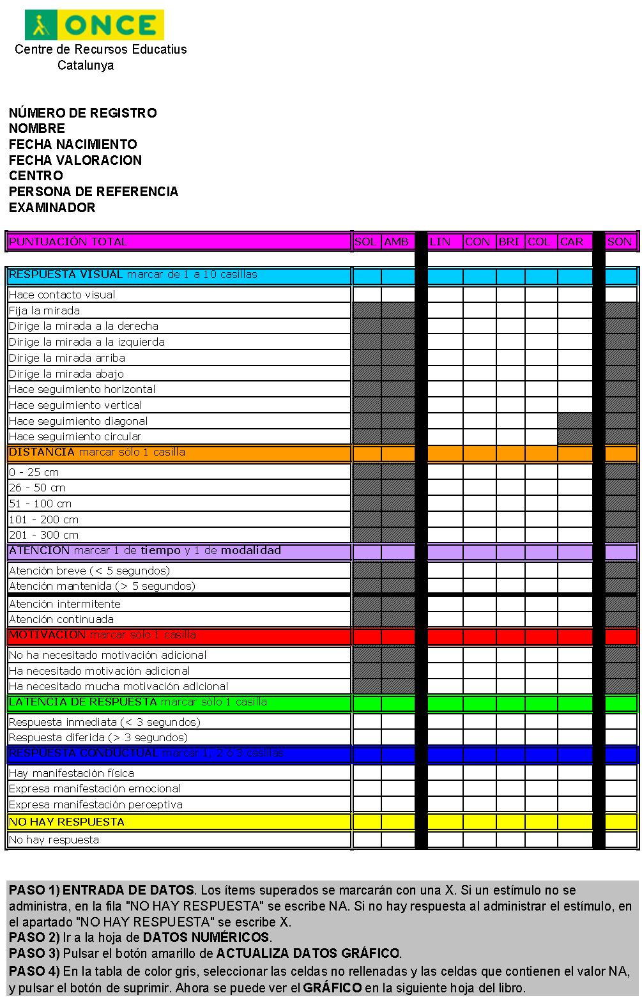 ONCE
Centre de Recursos Educatius
Catalunya
NÚMERO DE REGISTRO
NOMBRE
FECHA NACIMIENTO
FECHA VALORACION
CENTRO
PERSONA DE REFERENCIA
EXAMINADOR
PUNTUACIÓN TOTAL SOL AMB LIN CON BRI COL CAR SON
RESPUESTA VISUAL marcar de 1 a 10 casillas
Hace contacto visual
Fija la mirada
Dirige la mirada a la derecha
Dirige la mirada a la izquierda
Dirige la mirada arriba
Dirige la mirada abajo
Hace seguimiento horizontal
Hace seguimiento vertical
Hace seguimiento diagonal
Hace seguimiento circular
DISTANCIA marcar sólo 1 casilla
0 - 25 cm
26 - 50 cm
51 - 100 cm
101 - 200 cm
201 - 300 cm
ATENCION marcar 1 de tiempo y 1 de modalidad
Atención breve (< 5 segundos)
Atención mantenida (> 5 segundos)
Atención intermitente
Atención continuada
MOTIVACION marcar sólo 1 casilla
No ha necesitado motivación adicional
Ha necesitado motivación adicional
Ha necesitado mucha motivación adicional
LATENCIA DE RESPUESTA marcar sólo 1 casilla
Respuesta inmediata (< 3 segundos)
Respuesta diferida (> 3 segundos)
RESPUESTA CONDUCTUAL marcar 1, 2 ó 3 casillas
Hay manifestación física
Expresa manifestación emocional
Expresa manifestación perceptiva
NO HAY RESPUESTA
No hay respuesta
PASO 1) ENTRADA DE DATOS. Los ítems superados se marcarán con una X. Si un estímulo no se
administra, en la fila "NO HAY RESPUESTA" se escribe NA. Si no hay respuesta al administrar el estímulo, en
el apartado "NO HAY RESPUESTA" se escribe X.
PASO 2) Ir a la hoja de DATOS NUMÉRICOS.
PASO 3) Pulsar el botón amarillo de ACTUALIZA DATOS GRÁFICO.
PASO 4) En la tabla de color gris, seleccionar las celdas no rellenadas y las celdas que contienen el valor NA,
y pulsar el botón de suprimir. Ahora se puede ver el GRÁFICO en la siguiente hoja del libro.